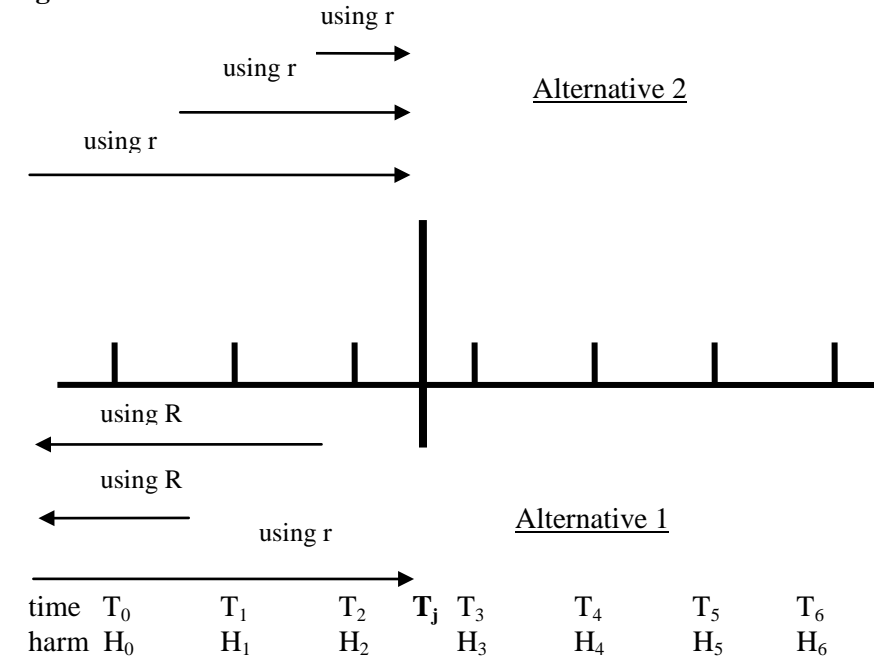 using r
using r
Alternative 2
using r
using R
using R
Alternative 1
using r
time T₀ T₁ T₂ Tⱼ T₃ T₄ T₅ T₆
harm H₀ H₁ H₂ H₃ H₄ H₅ H₆